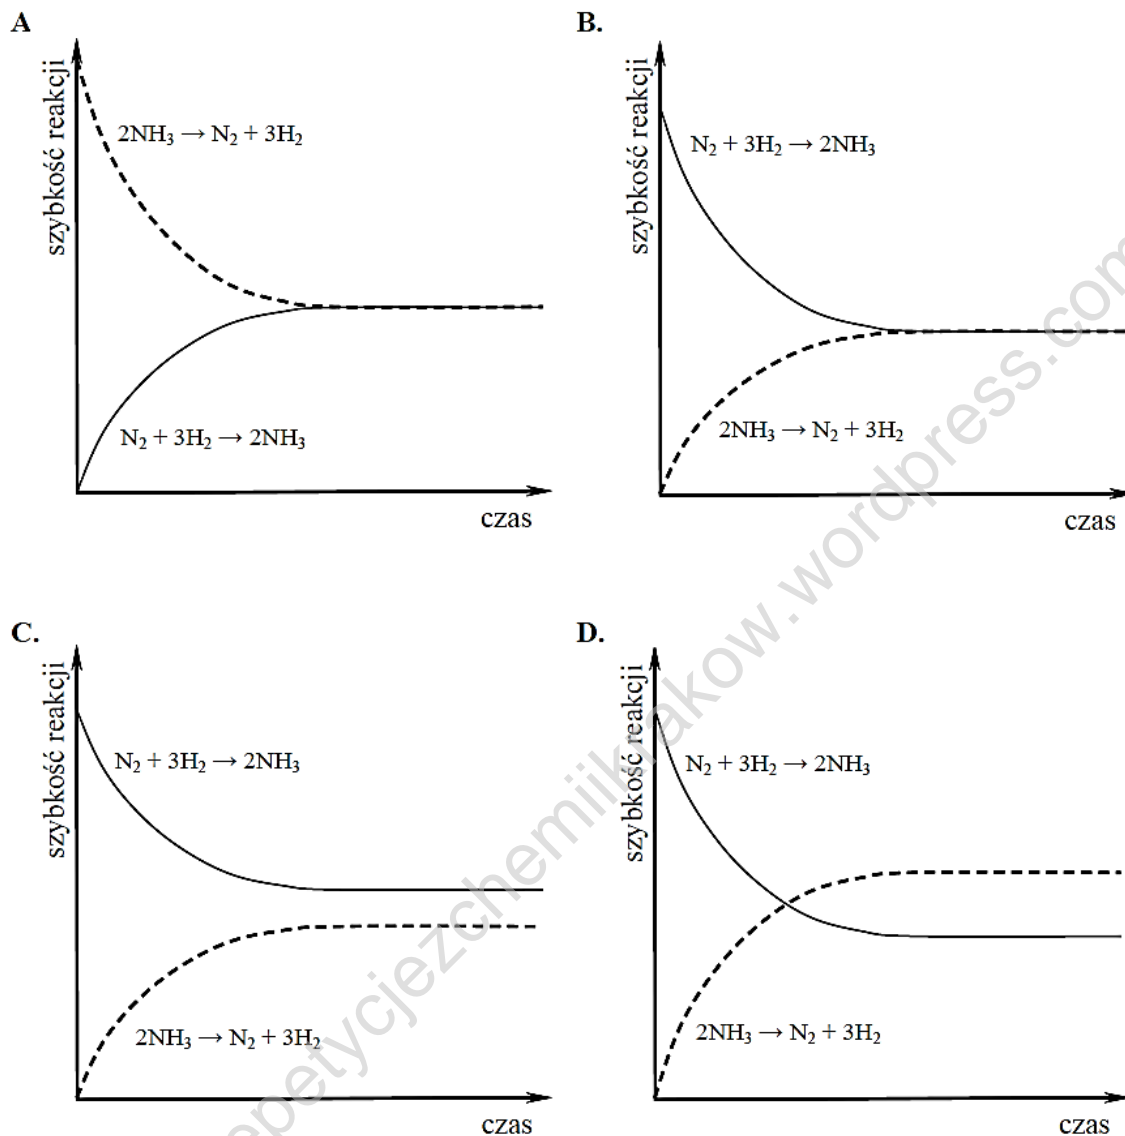 A
szybkość reakcji
2NH₃ → N₂ + 3H₂
N₂ + 3H₂ → 2NH₃
czas
B.
szybkość reakcji
N₂ + 3H₂ → 2NH₃
2NH₃ → N₂ + 3H₂
czas
C.
szybkość reakcji
N₂ + 3H₂ → 2NH₃
2NH₃ → N₂ + 3H₂
czas
D.
szybkość reakcji
N₂ + 3H₂ → 2NH₃
2NH₃ → N₂ + 3H₂
czas
epetycjezchemiikrakow.wordpress.com